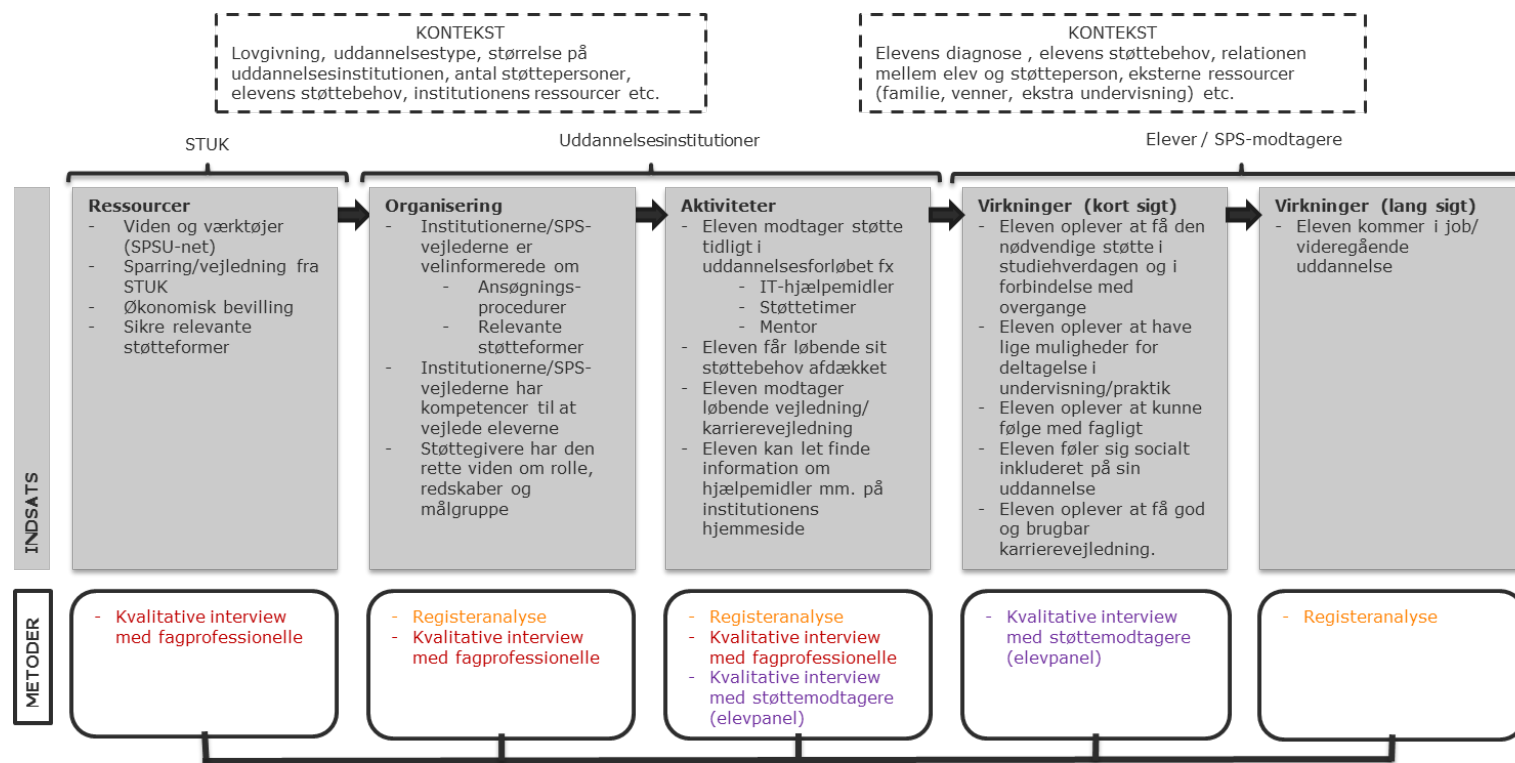 KONTEKST
Lovgivning, uddannelsestype, størrelse på
uddannelsesinstitutionen, antal støttepersoner,
elevens støttebehov, institutionens ressourcer etc.
KONTEKST
Elevens diagnose , elevens støttebehov, relationen
mellem elev og støtteperson, eksterne ressourcer
(familie, venner, ekstra undervisning) etc.
STUK
Uddannelsesinstitutioner
Elever / SPS-modtagere
INDSATS
Ressourcer
- Viden og værktøjer
(SPSU-net)
- Sparring/vejledning fra
STUK
- Økonomisk bevilling
- Sikre relevante
støtteformer
Organisering
- Institutionerne/SPS-
vejlederne er
velinformerede om
- Ansøgnings-
procedurer
- Relevante
støtteformer
- Institutionerne/SPS-
vejlederne har
kompetencer til at
vejlede eleverne
- Støttegivere har den
rette viden om rolle,
redskaber og
målgruppe
Aktiviteter
- Eleven modtager støtte
tidligt i
uddannelsesforløbet fx
- IT-hjælpemidler
- Støttetimer
- Mentor
- Eleven får løbende sit
støttebehov afdækket
- Eleven modtager
løbende vejledning/
karrierevejledning
- Eleven kan let finde
information om
hjælpemidler mm. på
institutionens
hjemmeside
Virkninger (kort sigt)
- Eleven oplever at få den
nødvendige støtte i
studiehverdagen og i
forbindelse med
overgange
- Eleven oplever at have
lige muligheder for
deltagelse i
undervisning/praktik
- Eleven oplever at kunne
følge med fagligt
- Eleven føler sig socialt
inkluderet på sin
uddannelse
- Eleven oplever at få god
og brugbar
karrierevejledning.
Virkninger (lang sigt)
- Eleven kommer i job/
videregående
uddannelse
METODER
- Kvalitative interview
med fagprofessionelle
- Registeranalyse
- Kvalitative interview
med fagprofessionelle
- Registeranalyse
- Kvalitative interview
med fagprofessionelle
- Kvalitative interview
med støttemodtagere
(elevpanel)
- Kvalitative interview
med støttemodtagere
(elevpanel)
- Registeranalyse